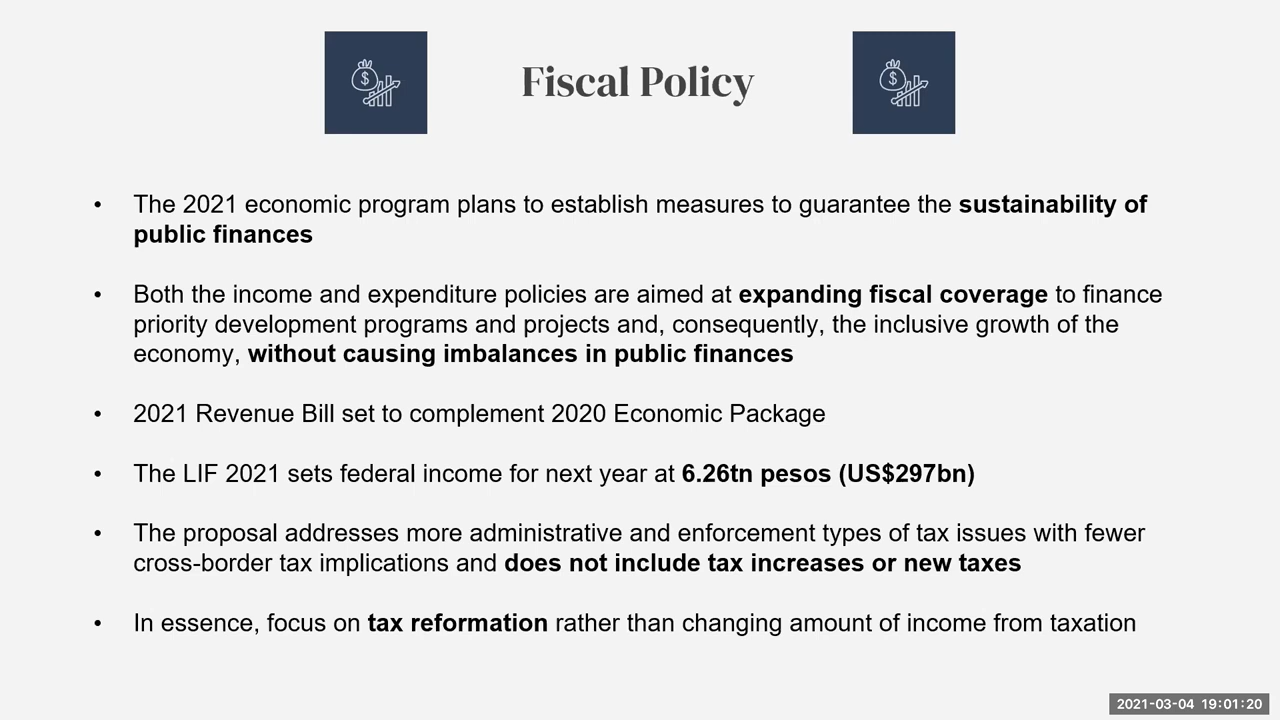 Fiscal Policy
• The 2021 economic program plans to establish measures to guarantee the sustainability of
public finances
• Both the income and expenditure policies are aimed at expanding fiscal coverage to finance
priority development programs and projects and, consequently, the inclusive growth of the
economy, without causing imbalances in public finances
• 2021 Revenue Bill set to complement 2020 Economic Package
• The LIF 2021 sets federal income for next year at 6.26tn pesos (US$297bn)
• The proposal addresses more administrative and enforcement types of tax issues with fewer
cross-border tax implications and does not include tax increases or new taxes
• In essence, focus on tax reformation rather than changing amount of income from taxation
2021-03-04 19:01:20